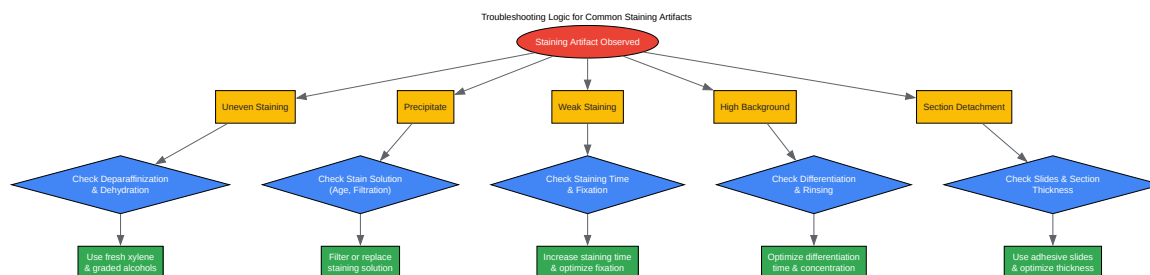 Troubleshooting Logic for Common Staining Artifacts
Staining Artifact Observed
Uneven Staining
Precipitate
Weak Staining
High Background
Section Detachment
Check Deparaffinization
& Dehydration
Check Stain Solution
(Age, Filtration)
Check Staining Time
& Fixation
Check Differentiation
& Rinsing
Check Slides & Section
Thickness
Use fresh xylene
& graded alcohols
Filter or replace
staining solution
Increase staining time
& optimize fixation
Optimize differentiation
time & concentration
Use adhesive slides
& optimize thickness